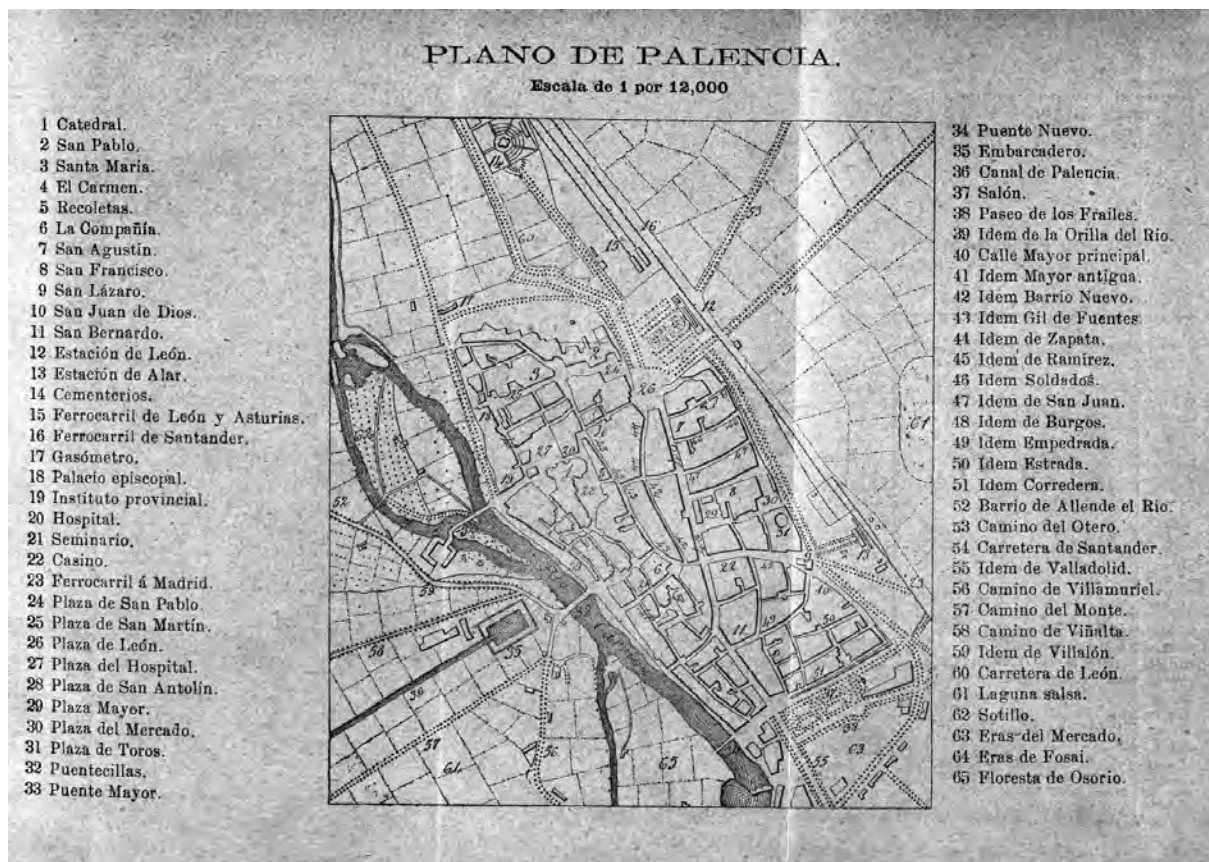 PLANO DE PALENCIA.
Escala de 1 por 12,000
1 Catedral.
2 San Pablo.
3 Santa María.
4 El Carmen.
5 Recoletas.
6 La Compañía.
7 San Agustín.
8 San Francisco.
9 San Lázaro.
10 San Juan de Dios.
11 San Bernardo.
12 Estación de León.
13 Estación de Alar.
14 Cementerios.
15 Ferrocarril de León y Asturias.
16 Ferrocarril de Santander.
17 Gasómetro.
18 Palacio episcopal.
19 Instituto provincial.
20 Hospital.
21 Seminario.
22 Casino.
23 Ferrocarril á Madrid.
24 Plaza de San Pablo
25 Plaza de San Martín.
26 Plaza de León.
27 Plaza del Hospital.
28 Plaza de San Antolín.
29 Plaza Mayor.
30 Plaza del Mercado.
31 Plaza de Toros.
32 Puentecillas.
33 Puente Mayor.
34 Puente Nuevo.
35 Embarcadero.
36 Canal de Palencia.
37 Salón.
38 Paseo de los Frailes.
39 Idem de la Orilla del Río.
40 Calle Mayor principal.
41 Idem Mayor antigua.
42 Idem Barrio Nuevo.
43 Idem Gil de Fuentes.
44 Idem de Zapata.
45 Idem de Ramírez.
46 Idem Soldados.
47 Idem de San Juan.
48 Idem de Burgos.
49 Idem Empedrada.
50 Idem Estrada.
51 Idem Corredera.
52 Barrio de Allende el Río.
53 Camino del Otero.
54 Carretera de Santander.
55 Idem de Valladolid.
56 Camino de Villamuriel.
57 Camino del Monte.
58 Camino de Viñalta.
59 Idem de Villalón.
60 Carretera de León.
61 Laguna salsa.
62 Sotillo.
63 Eras del Mercado.
64 Eras de Fosai.
65 Floresta de Osorio.